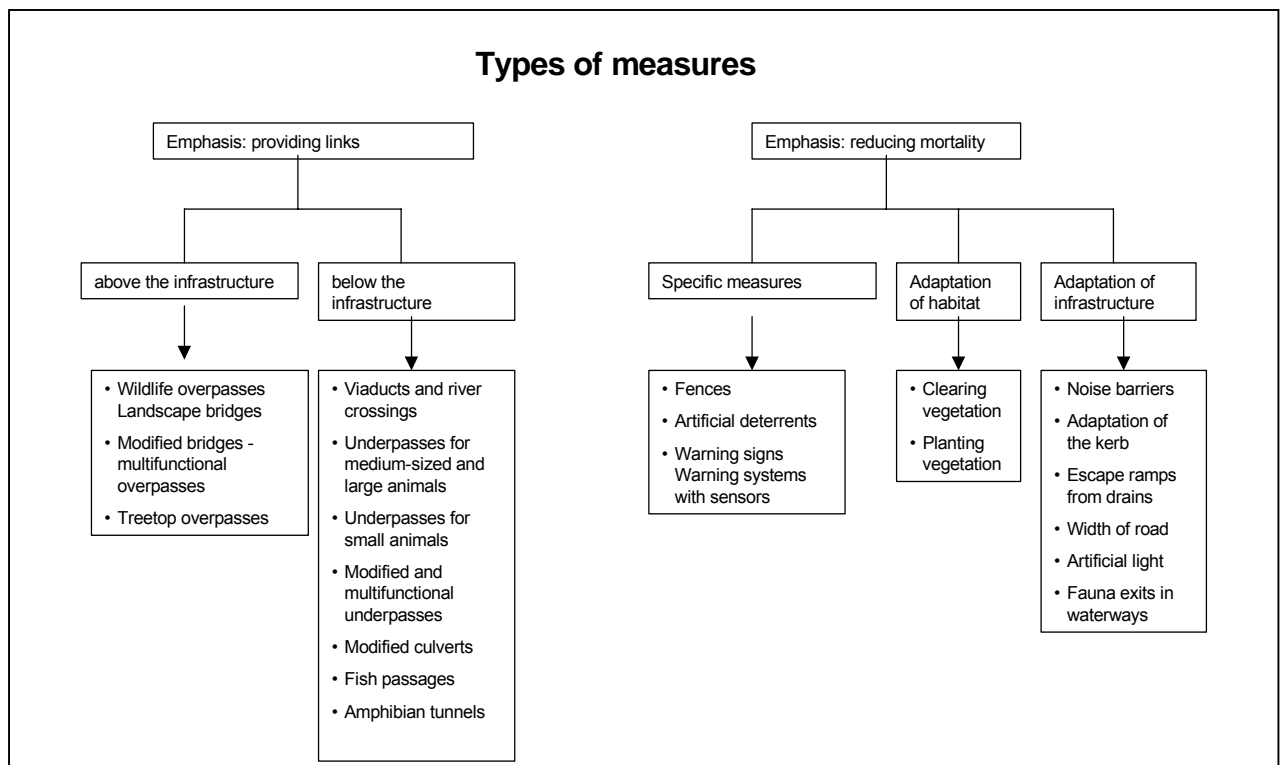 Types of measures
Emphasis: providing links
Emphasis: reducing mortality
above the infrastructure
below the
infrastructure
Specific measures
Adaptation
of habitat
Adaptation of
infrastructure
• Wildlife overpasses
Landscape bridges
• Modified bridges -
multifunctional
overpasses
• Treetop overpasses
• Viaducts and river
crossings
• Underpasses for
medium-sized and
large animals
• Underpasses for
small animals
• Modified and
multifunctional
underpasses
• Modified culverts
• Fish passages
• Amphibian tunnels
• Fences
• Artificial deterrents
• Warning signs
Warning systems
with sensors
• Clearing
vegetation
• Planting
vegetation
• Noise barriers
• Adaptation of
the kerb
• Escape ramps
from drains
• Width of road
• Artificial light
• Fauna exits in
waterways